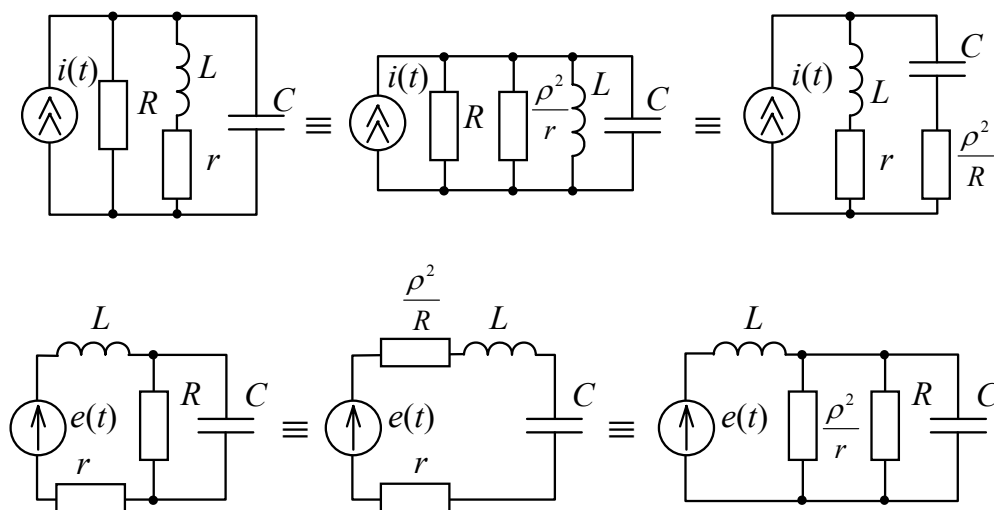 i(t) R L r C ≡ i(t) R ρ²/r L C ≡ i(t) L r C ρ²/R
L e(t) r R C ≡ ρ²/R L e(t) r C ≡ L e(t) ρ²/r R C